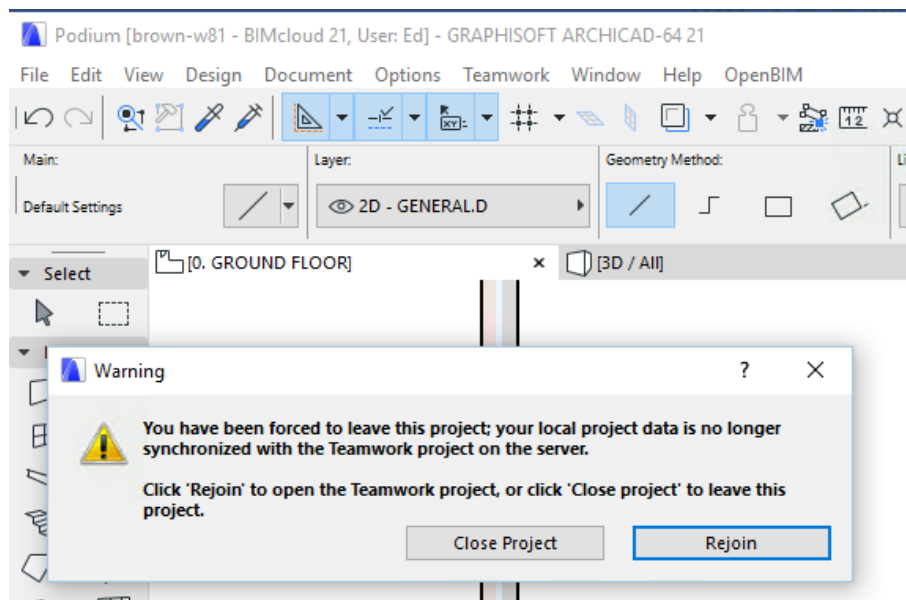 Podium [brown-w81 - BIMcloud 21, User: Ed] - GRAPHISOFT ARCHICAD-64 21
File Edit View Design Document Options Teamwork Window Help OpenBIM
Main: Layer: Geometry Method:
Default Settings 2D - GENERAL.D
Select [0. GROUND FLOOR] [3D / All]
Warning
You have been forced to leave this project; your local project data is no longer
synchronized with the Teamwork project on the server.
Click 'Rejoin' to open the Teamwork project, or click 'Close project' to leave this
project.
Close Project Rejoin